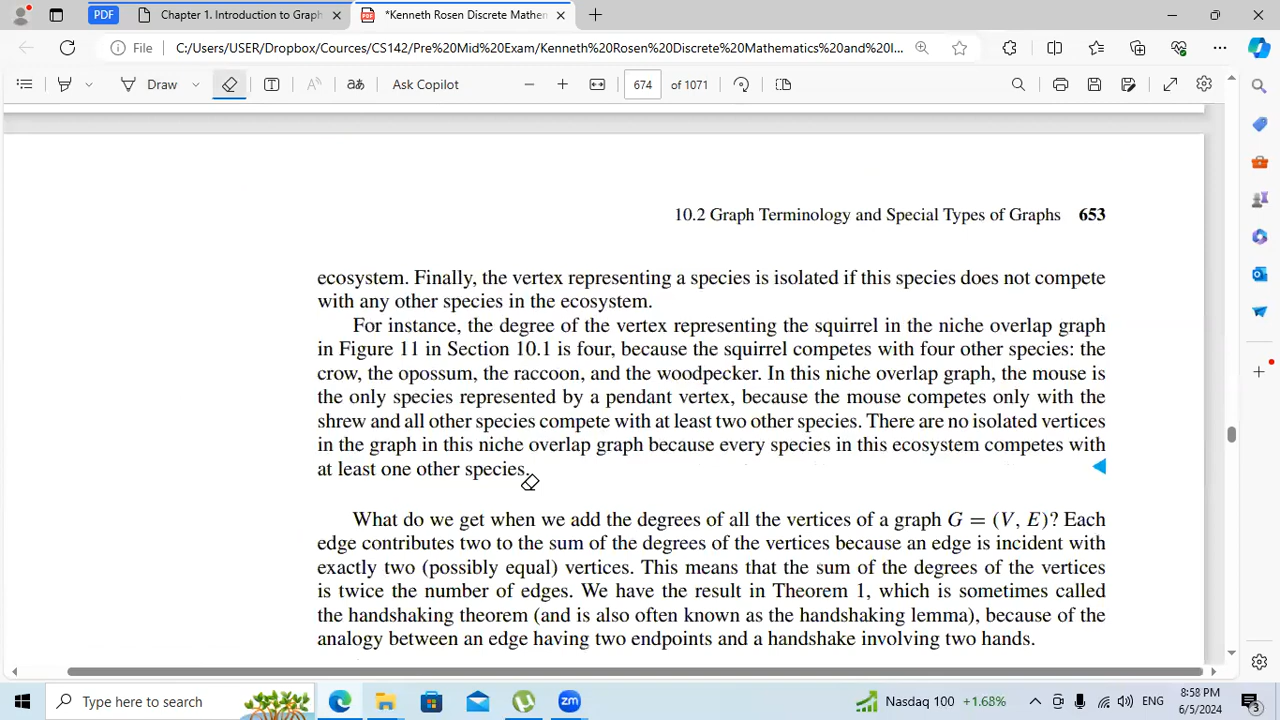 PDF
Chapter 1. Introduction to Graph
*Kenneth Rosen Discrete Mathem
File
C:/Users/USER/Dropbox/Cources/CS142/Pre%20Mid%20Exam/Kenneth%20Rosen%20Discrete%20Mathematics%20and%20I...
Draw
aあ
Ask Copilot
674 of 1071
10.2 Graph Terminology and Special Types of Graphs 653
ecosystem. Finally, the vertex representing a species is isolated if this species does not compete
with any other species in the ecosystem.
For instance, the degree of the vertex representing the squirrel in the niche overlap graph
in Figure 11 in Section 10.1 is four, because the squirrel competes with four other species: the
crow, the opossum, the raccoon, and the woodpecker. In this niche overlap graph, the mouse is
the only species represented by a pendant vertex, because the mouse competes only with the
shrew and all other species compete with at least two other species. There are no isolated vertices
in the graph in this niche overlap graph because every species in this ecosystem competes with
at least one other species.
What do we get when we add the degrees of all the vertices of a graph G = (V, E)? Each
edge contributes two to the sum of the degrees of the vertices because an edge is incident with
exactly two (possibly equal) vertices. This means that the sum of the degrees of the vertices
is twice the number of edges. We have the result in Theorem 1, which is sometimes called
the handshaking theorem (and is also often known as the handshaking lemma), because of the
analogy between an edge having two endpoints and a handshake involving two hands.
Type here to search
Nasdaq 100 +1.68%
ENG
8:58 PM
6/5/2024
3